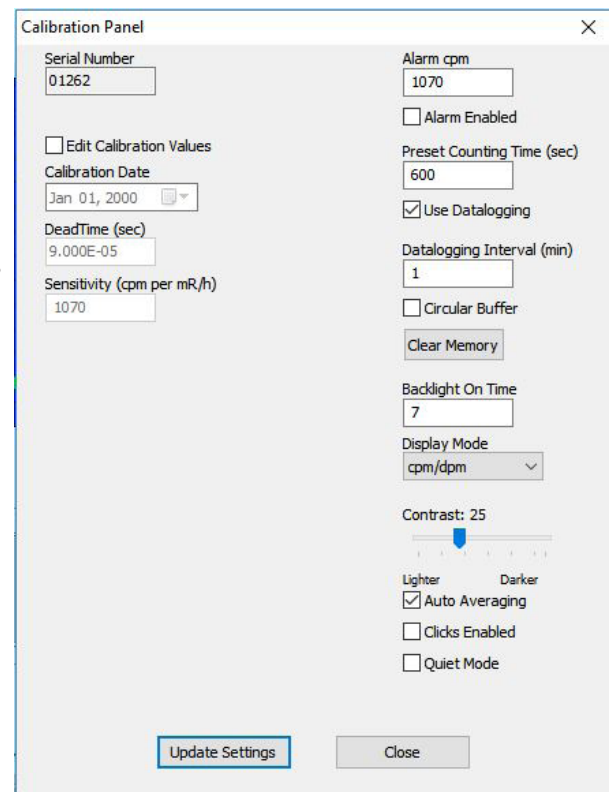 Calibration Panel
Serial Number
01262
Edit Calibration Values
Calibration Date
Jan 01, 2000
DeadTime (sec)
9.000E-05
Sensitivity (cpm per mR/h)
1070
Alarm cpm
1070
Alarm Enabled
Preset Counting Time (sec)
600
Use Datalogging
Datalogging Interval (min)
1
Circular Buffer
Clear Memory
Backlight On Time
7
Display Mode
cpm/dpm
Contrast: 25
Lighter Darker
Auto Averaging
Clicks Enabled
Quiet Mode
Update Settings Close